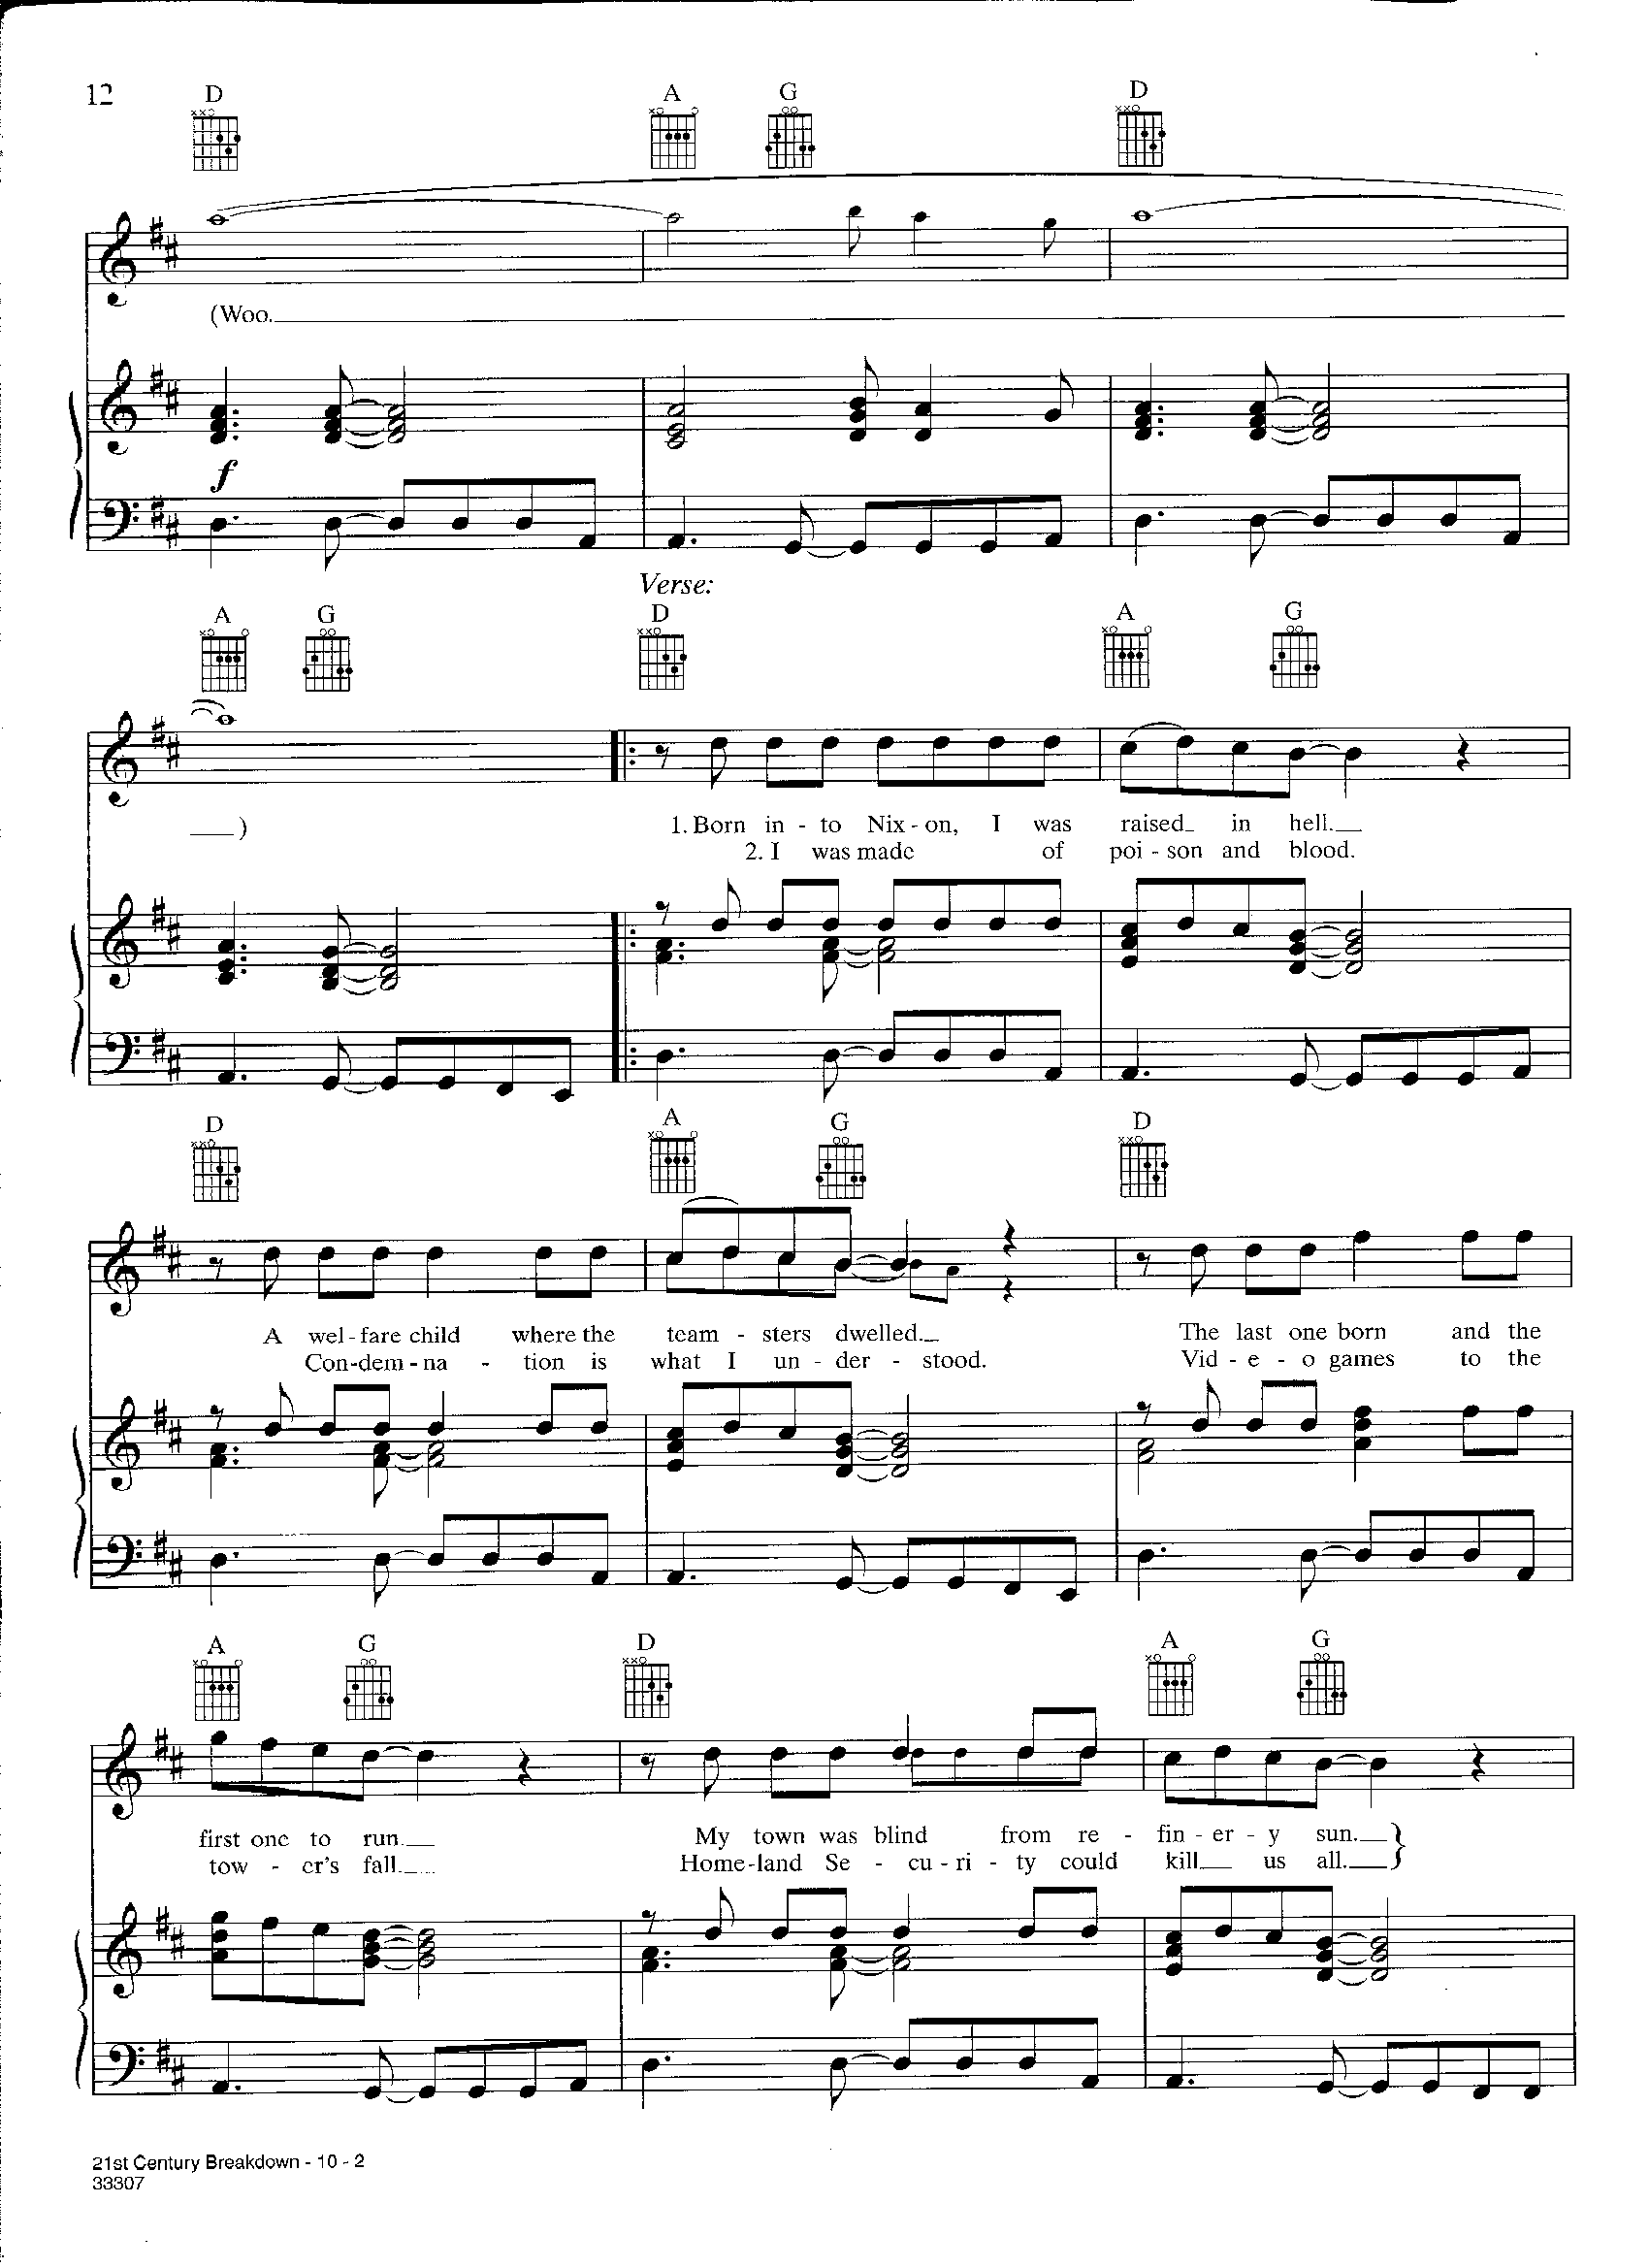 12
D A G D
(Woo.
f
Verse:
A G D A G
) 1. Born in - to Nix - on, I was raised in hell.
2. I was made of poi - son and blood.
D A G D
A wel - fare child where the team - sters dwelled. The last one born and the
Con - dem - na - tion is what I un - der - stood. Vid - e - o games to the
A G D A G
first one to run. My town was blind from re - fin - er - y sun. }
tow - er's fall. Home - land Se - cu - ri - ty could kill us all.
21st Century Breakdown - 10 - 2
33307